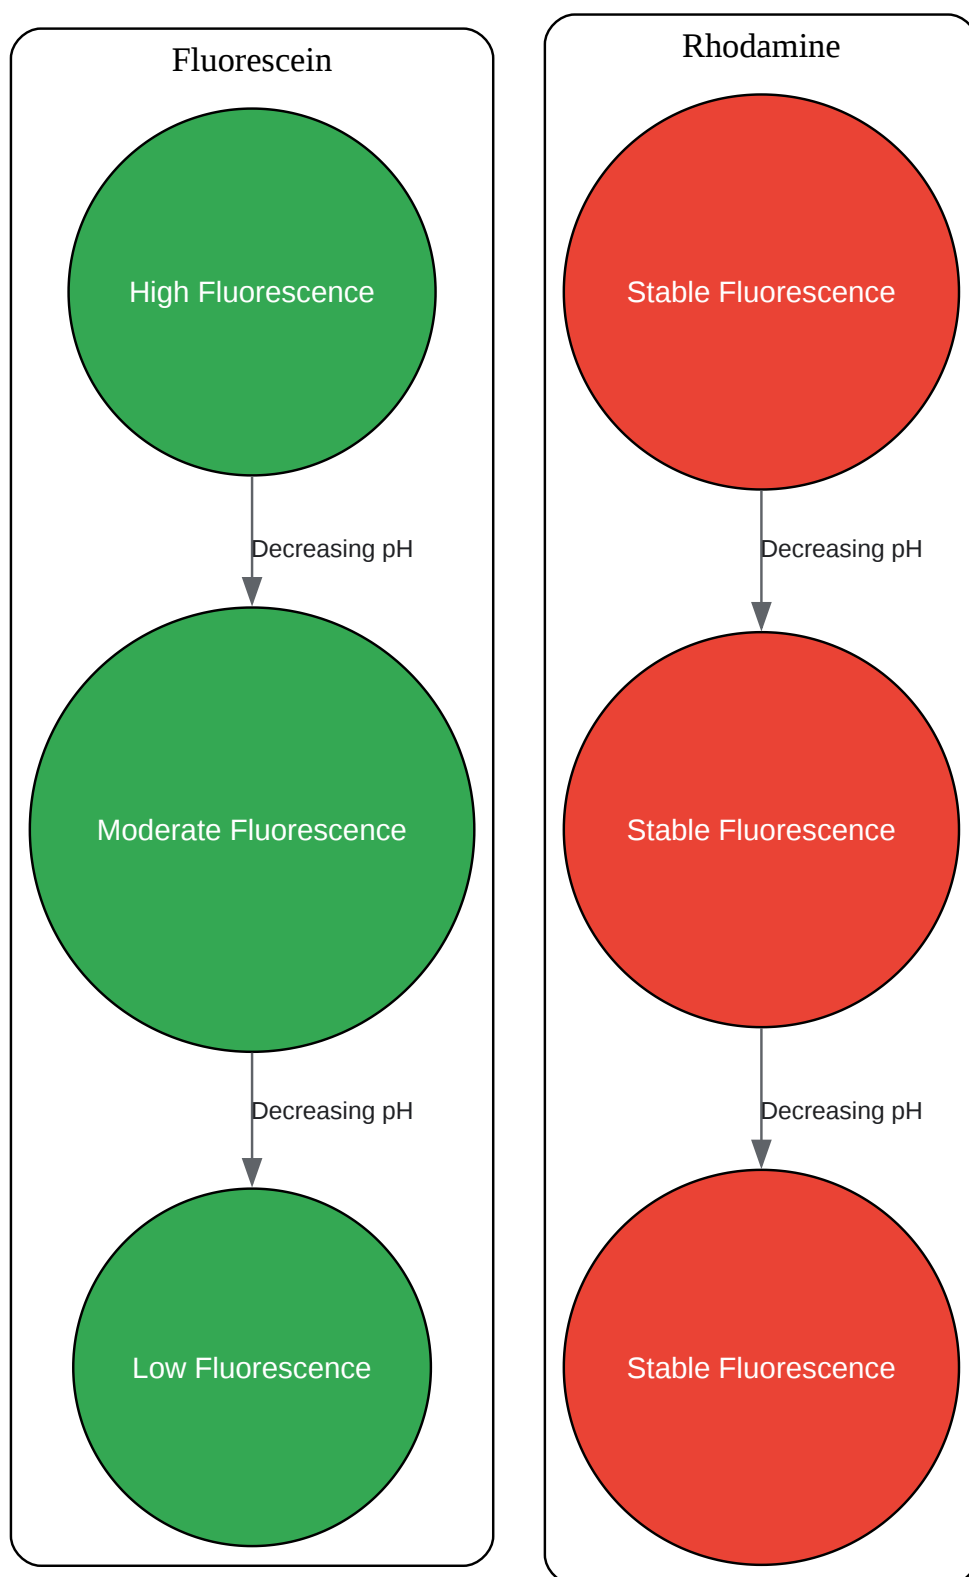 Fluorescein
High Fluorescence
Decreasing pH
Moderate Fluorescence
Decreasing pH
Low Fluorescence
Rhodamine
Stable Fluorescence
Decreasing pH
Stable Fluorescence
Decreasing pH
Stable Fluorescence